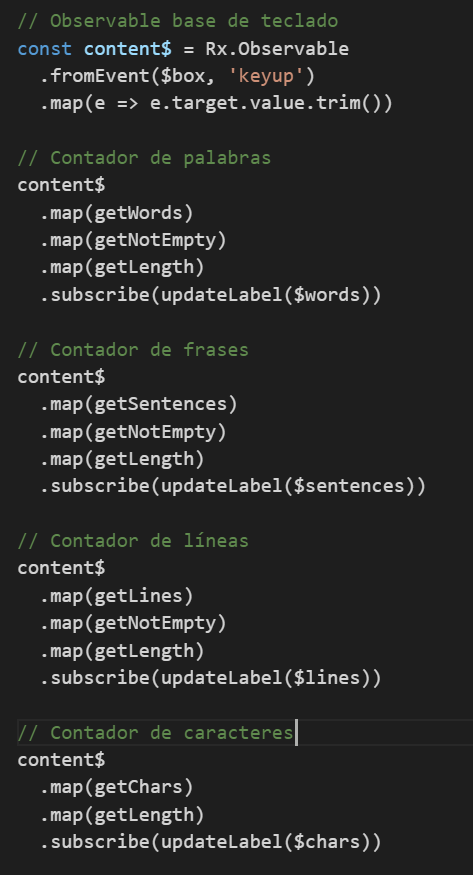 // Observable base de teclado
const content$ = Rx.Observable
  .fromEvent($box, 'keyup')
  .map(e => e.target.value.trim())

// Contador de palabras
content$
  .map(getWords)
  .map(getNotEmpty)
  .map(getLength)
  .subscribe(updateLabel($words))

// Contador de frases
content$
  .map(getSentences)
  .map(getNotEmpty)
  .map(getLength)
  .subscribe(updateLabel($sentences))

// Contador de líneas
content$
  .map(getLines)
  .map(getNotEmpty)
  .map(getLength)
  .subscribe(updateLabel($lines))

// Contador de caracteres
content$
  .map(getChars)
  .map(getLength)
  .subscribe(updateLabel($chars))